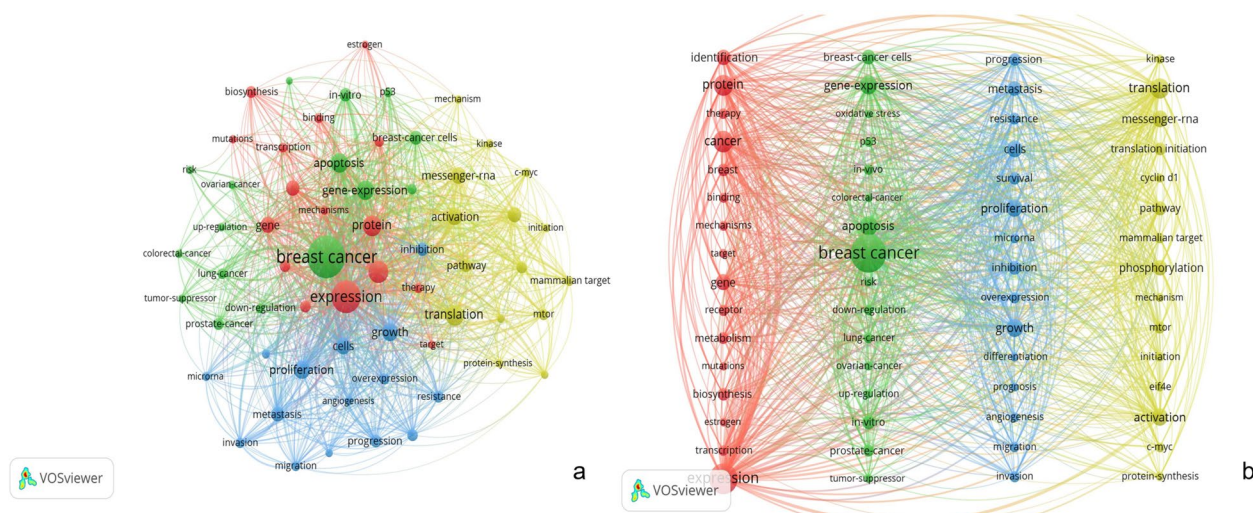 estrogen
biosynthesis
in-vitro
p53
mechanism
binding
mutations
transcription
breast-cancer cells
kinase
risk
apoptosis
ovarian-cancer
gene-expression
messenger-rna
c-myc
mechanisms
up-regulation
gene
protein
activation
initiation
colorectal-cancer
breast cancer
inhibition
lung-cancer
pathway
mammalian target
tumor-suppressor
expression
therapy
down-regulation
prostate-cancer
growth
translation
mtor
cells
target
microrna
proliferation
overexpression
protein-synthesis
angiogenesis
resistance
metastasis
invasion
progression
migration
VOSviewer
a
identification
protein
therapy
cancer
breast
binding
mechanisms
target
gene
receptor
metabolism
mutations
biosynthesis
estrogen
transcription
expression
breast-cancer cells
gene-expression
oxidative stress
p53
in-vivo
colorectal-cancer
apoptosis
breast cancer
risk
down-regulation
lung-cancer
ovarian-cancer
up-regulation
in-vitro
prostate-cancer
tumor-suppressor
progression
metastasis
resistance
cells
survival
proliferation
microrna
inhibition
overexpression
growth
differentiation
prognosis
angiogenesis
migration
invasion
kinase
translation
messenger-rna
translation initiation
cyclin d1
pathway
mammalian target
phosphorylation
mechanism
mtor
initiation
eif4e
activation
c-myc
protein-synthesis
VOSviewer
b